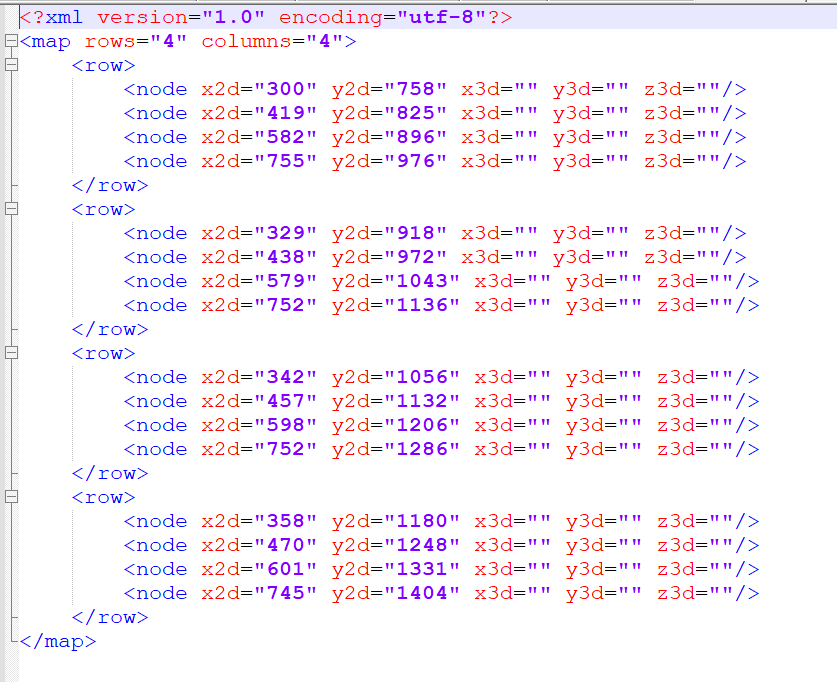 <?xml version="1.0" encoding="utf-8"?>
<map rows="4" columns="4">
<row>
<node x2d="300" y2d="758" x3d="" y3d="" z3d=""/>
<node x2d="419" y2d="825" x3d="" y3d="" z3d=""/>
<node x2d="582" y2d="896" x3d="" y3d="" z3d=""/>
<node x2d="755" y2d="976" x3d="" y3d="" z3d=""/>
</row>
<row>
<node x2d="329" y2d="918" x3d="" y3d="" z3d=""/>
<node x2d="438" y2d="972" x3d="" y3d="" z3d=""/>
<node x2d="579" y2d="1043" x3d="" y3d="" z3d=""/>
<node x2d="752" y2d="1136" x3d="" y3d="" z3d=""/>
</row>
<row>
<node x2d="342" y2d="1056" x3d="" y3d="" z3d=""/>
<node x2d="457" y2d="1132" x3d="" y3d="" z3d=""/>
<node x2d="598" y2d="1206" x3d="" y3d="" z3d=""/>
<node x2d="752" y2d="1286" x3d="" y3d="" z3d=""/>
</row>
<row>
<node x2d="358" y2d="1180" x3d="" y3d="" z3d=""/>
<node x2d="470" y2d="1248" x3d="" y3d="" z3d=""/>
<node x2d="601" y2d="1331" x3d="" y3d="" z3d=""/>
<node x2d="745" y2d="1404" x3d="" y3d="" z3d=""/>
</row>
</map>